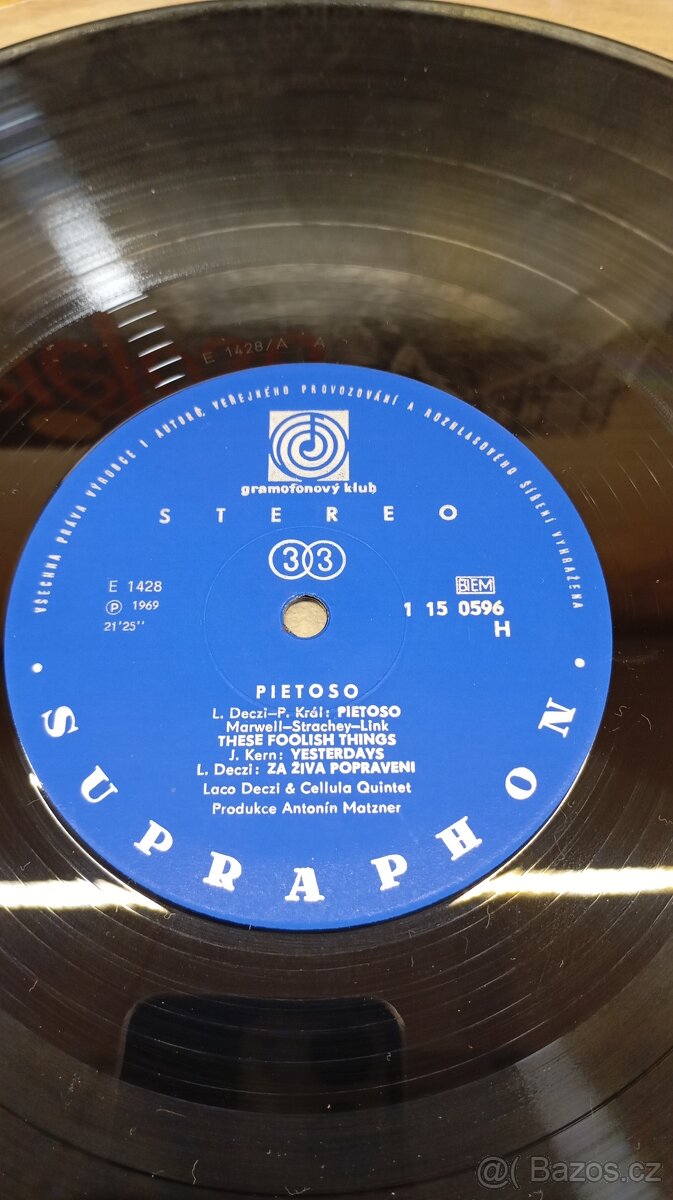 E 1428/A A
VŠECHNA PRÁVA VÝROBCE I AUTORŮ, VEŘEJNÉHO PROVOZOVÁNÍ A ROZHLASOVÉHO ŠÍŘENÍ VYHRAŽENA
gramofonový klub
STEREO
33
E 1428
BIEM
Ⓟ 1969
1 15 0596
21'25''
H
PIETOSO
L. Deczi–P. Král: PIETOSO
Marwell–Strachey–Link
THESE FOOLISH THINGS
J. Kern: YESTERDAYS
L. Deczi: ZA ŽIVA POPRAVENI
Laco Deczi & Cellula Quintet
Produkce Antonín Matzner
• SUPRAPHON •
@( Bazoš.cz